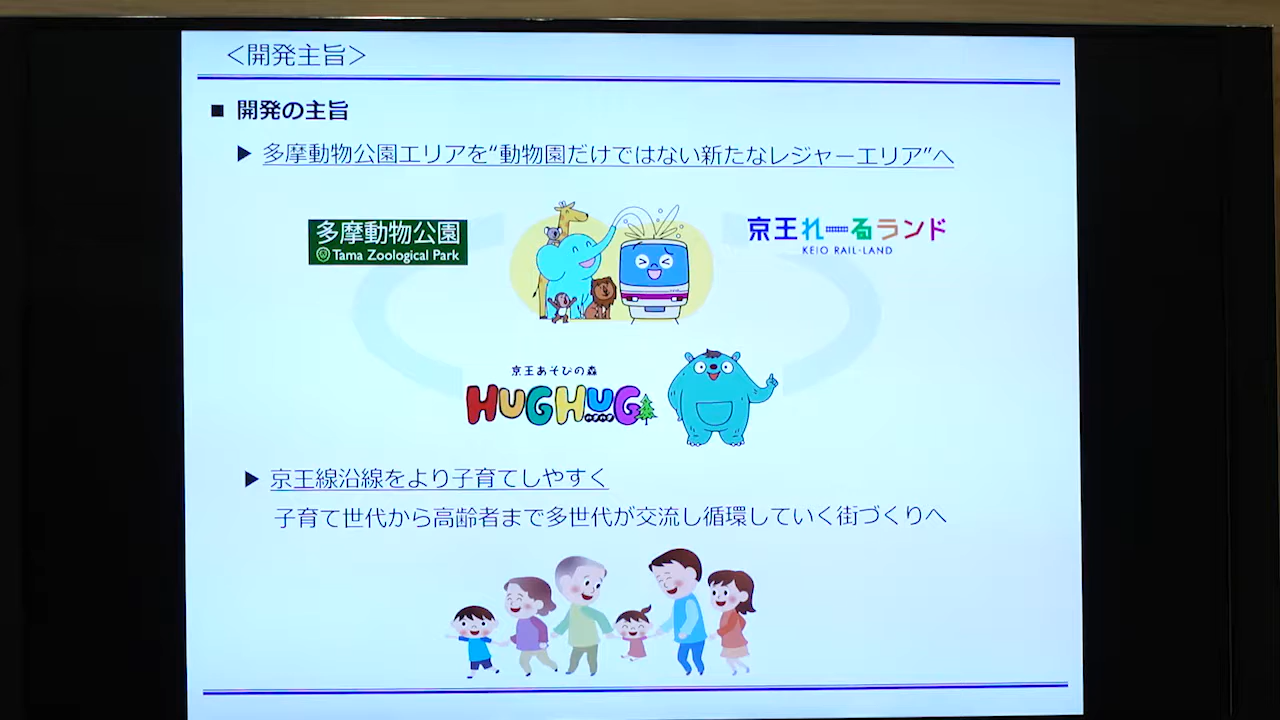 ＜開発主旨＞
■ 開発の主旨
▶ 多摩動物公園エリアを“動物園だけではない新たなレジャーエリア”へ
多摩動物公園
Tama Zoological Park
京王れーるランド
KEIO RAIL-LAND
京王あそびの森
HUGHUG
ハグハグ
▶ 京王線沿線をより子育てしやすく
子育て世代から高齢者まで多世代が交流し循環していく街づくりへ